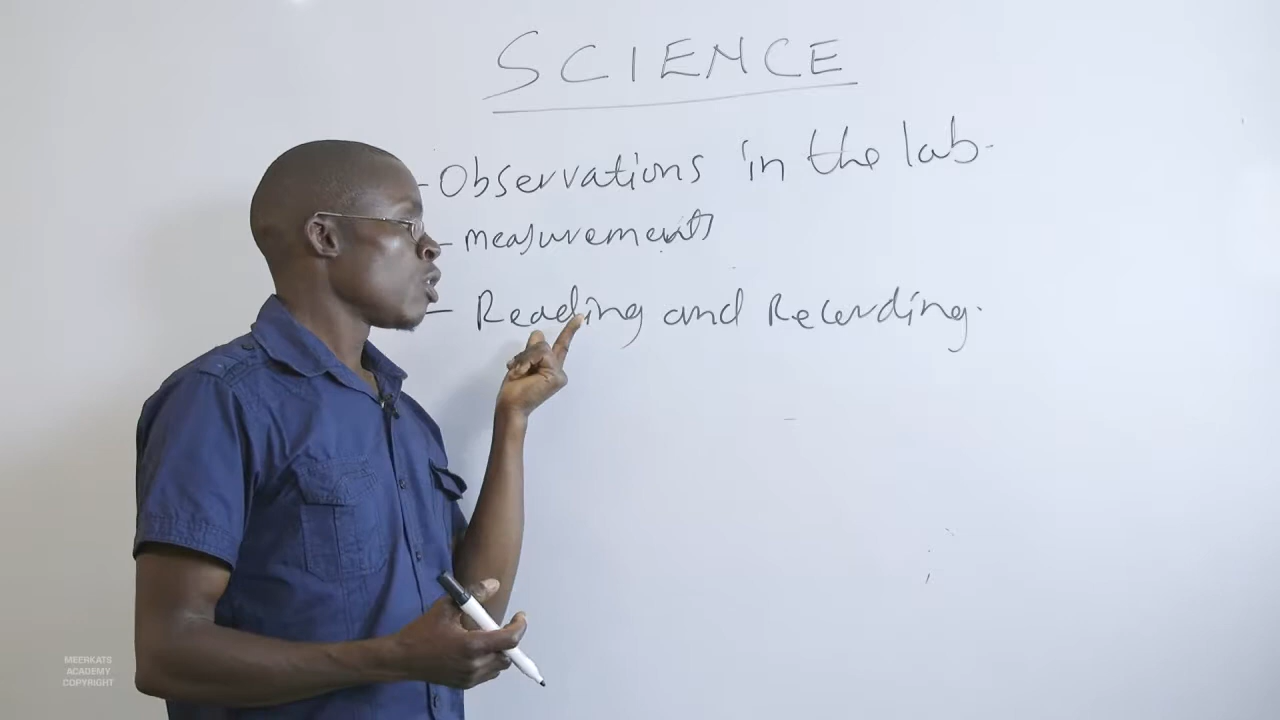 SCIENCE
- Observations in the lab.
- measurements
- Reading and Recording.
MEERKATS
ACADEMY
COPYRIGHT